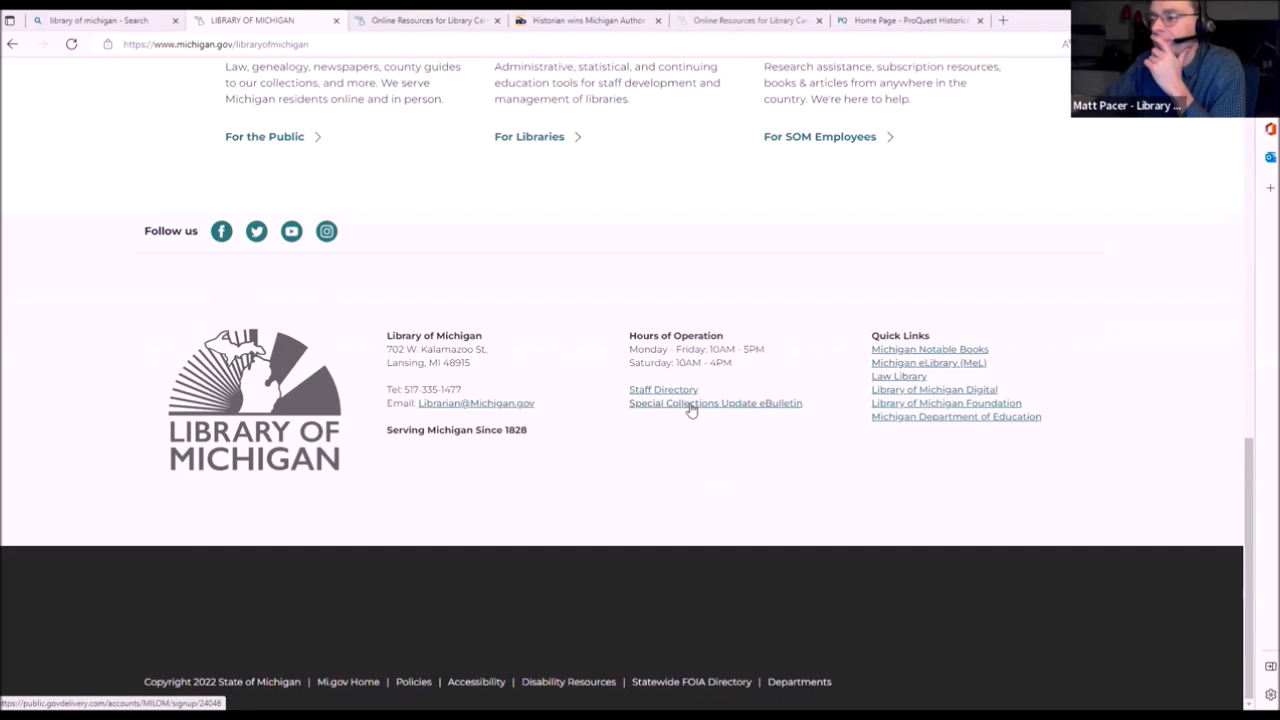 library of michigan - Search
LIBRARY OF MICHIGAN
Online Resources for Library Car
Historian wins Michigan Author
Online Resources for Library Car
PQ
Home Page - ProQuest Historica
https://www.michigan.gov/libraryofmichigan
Matt Pacer - Library ...
Law, genealogy, newspapers, county guides
to our collections, and more. We serve
Michigan residents online and in person.
For the Public
Administrative, statistical, and continuing
education tools for staff development and
management of libraries.
For Libraries
Research assistance, subscription resources,
books & articles from anywhere in the
country. We're here to help.
For SOM Employees
Follow us
LIBRARY OF
MICHIGAN
Library of Michigan
702 W. Kalamazoo St.
Lansing, MI 48915
Tel: 517-335-1477
Email: Librarian@Michigan.gov
Serving Michigan Since 1828
Hours of Operation
Monday - Friday: 10AM - 5PM
Saturday: 10AM - 4PM
Staff Directory
Special Collections Update eBulletin
Quick Links
Michigan Notable Books
Michigan eLibrary (MeL)
Law Library
Library of Michigan Digital
Library of Michigan Foundation
Michigan Department of Education
Copyright 2022 State of Michigan | Mi.gov Home | Policies | Accessibility | Disability Resources | Statewide FOIA Directory | Departments
https://public.govdelivery.com/accounts/MILOM/signup/24046